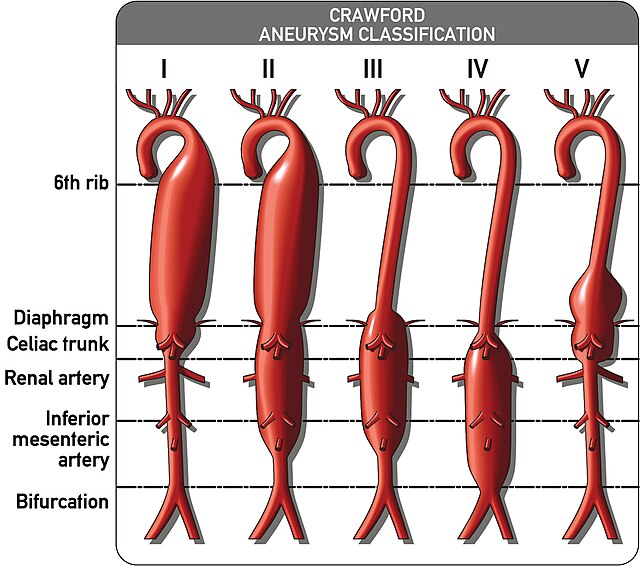 CRAWFORD
ANEURYSM CLASSIFICATION
I II III IV V
6th rib
Diaphragm
Celiac trunk
Renal artery
Inferior
mesenteric
artery
Bifurcation